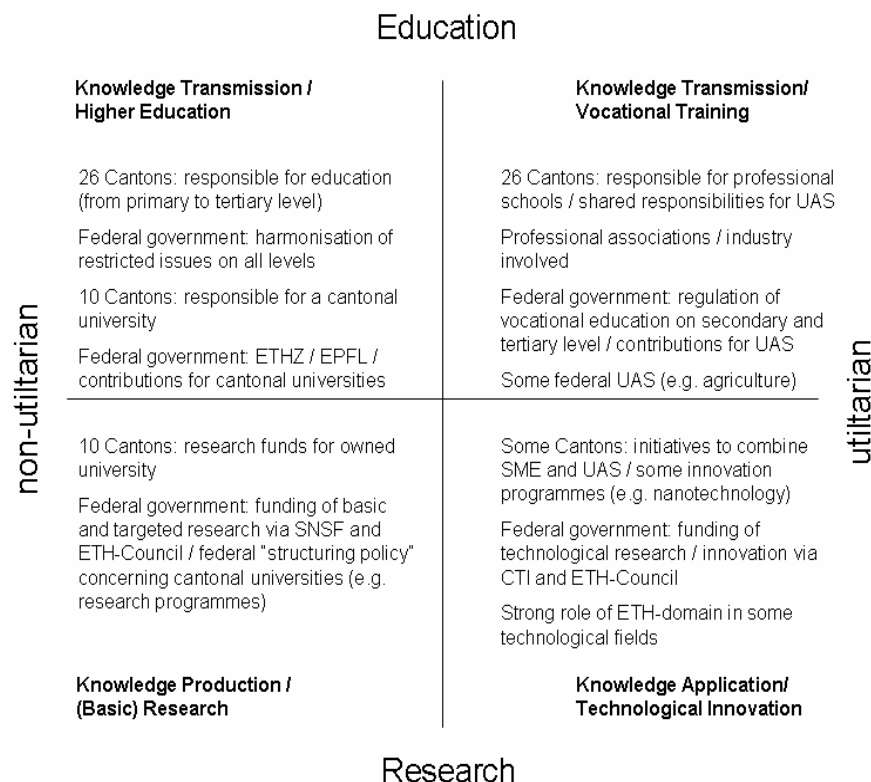 Education
Knowledge Transmission /
Higher Education
26 Cantons: responsible for education
(from primary to tertiary level)
Federal government: harmonisation of
restricted issues on all levels
10 Cantons: responsible for a cantonal
university
Federal government: ETHZ / EPFL /
contributions for cantonal universities
Knowledge Transmission/
Vocational Training
26 Cantons: responsible for professional
schools / shared responsibilities for UAS
Professional associations / industry
involved
Federal government: regulation of
vocational education on secondary and
tertiary level / contributions for UAS
Some federal UAS (e.g. agriculture)
non-utiltarian
utiltarian
10 Cantons: research funds for owned
university
Federal government: funding of basic
and targeted research via SNSF and
ETH-Council / federal "structuring policy"
concerning cantonal universities (e.g.
research programmes)
Knowledge Production /
(Basic) Research
Some Cantons: initiatives to combine
SME and UAS / some innovation
programmes (e.g. nanotechnology)
Federal government: funding of
technological research / innovation via
CTI and ETH-Council
Strong role of ETH-domain in some
technological fields
Knowledge Application/
Technological Innovation
Research